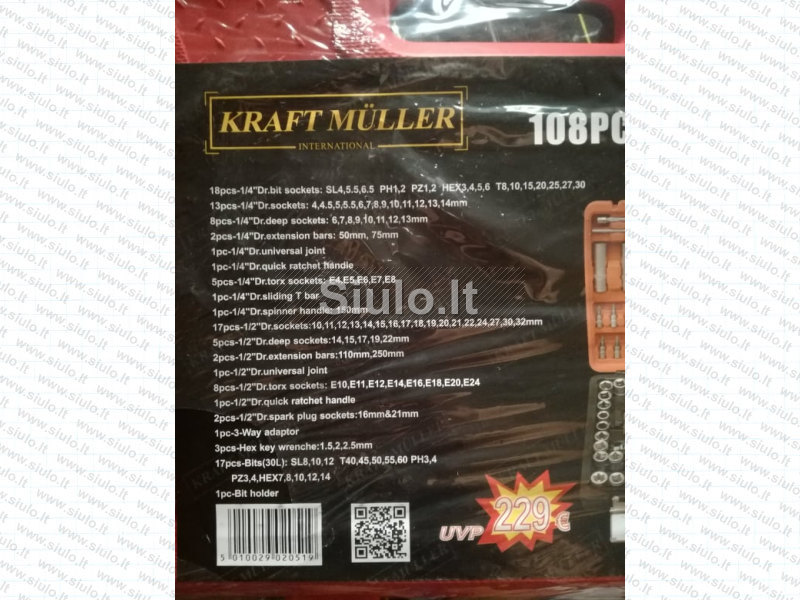 KRAFT MÜLLER
INTERNATIONAL
108PC
18pcs-1/4"Dr.bit sockets: SL4,5.5,6.5 PH1,2 PZ1,2 HEX3,4,5,6 T8,10,15,20,25,27,30
13pcs-1/4"Dr.sockets: 4,4.5,5,5.5,6,7,8,9,10,11,12,13,14mm
8pcs-1/4"Dr.deep sockets: 6,7,8,9,10,11,12,13mm
2pcs-1/4"Dr.extension bars: 50mm, 75mm
1pc-1/4"Dr.universal joint
1pc-1/4"Dr.quick ratchet handle
5pcs-1/4"Dr.torx sockets: E4,E5,E6,E7,E8
1pc-1/4"Dr.sliding T bar
1pc-1/4"Dr.spinner handle: 150mm
17pcs-1/2"Dr.sockets:10,11,12,13,14,15,16,17,18,19,20,21,22,24,27,30,32mm
5pcs-1/2"Dr.deep sockets:14,15,17,19,22mm
2pcs-1/2"Dr.extension bars:110mm,250mm
1pc-1/2"Dr.universal joint
8pcs-1/2"Dr.torx sockets: E10,E11,E12,E14,E16,E18,E20,E24
1pc-1/2"Dr.quick ratchet handle
2pcs-1/2"Dr.spark plug sockets:16mm&21mm
1pc-3-Way adaptor
3pcs-Hex key wrenche:1.5,2,2.5mm
17pcs-Bits(30L): SL8,10,12 T40,45,50,55,60 PH3,4
PZ3,4,HEX7,8,10,12,14
1pc-Bit holder
5 010029 020519
UVP 229€
Siulo.Lt
www.siulo.lt